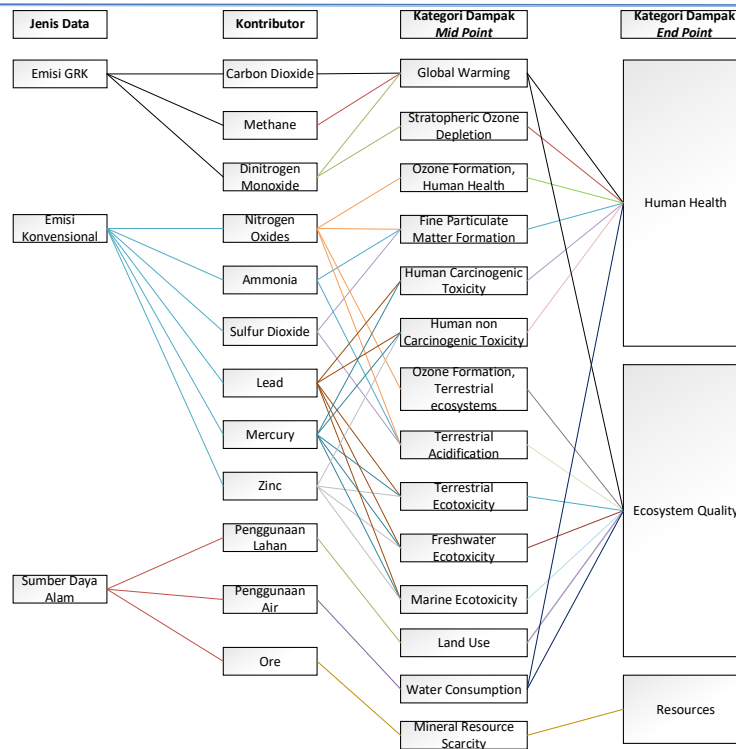 Jenis Data
Kontributor
Kategori Dampak
Mid Point
Kategori Dampak
End Point
Emisi GRK
Emisi
Konvensional
Sumber Daya
Alam
Carbon Dioxide
Methane
Dinitrogen
Monoxide
Nitrogen
Oxides
Ammonia
Sulfur Dioxide
Lead
Mercury
Zinc
Penggunaan
Lahan
Penggunaan
Air
Ore
Global Warming
Stratopheric Ozone
Depletion
Ozone Formation,
Human Health
Fine Particulate
Matter Formation
Human Carcinogenic
Toxicity
Human non
Carcinogenic Toxicity
Ozone Formation,
Terrestrial
ecosystems
Terrestrial
Acidification
Terrestrial
Ecotoxicity
Freshwater
Ecotoxicity
Marine Ecotoxicity
Land Use
Water Consumption
Mineral Resource
Scarcity
Human Health
Ecosystem Quality
Resources